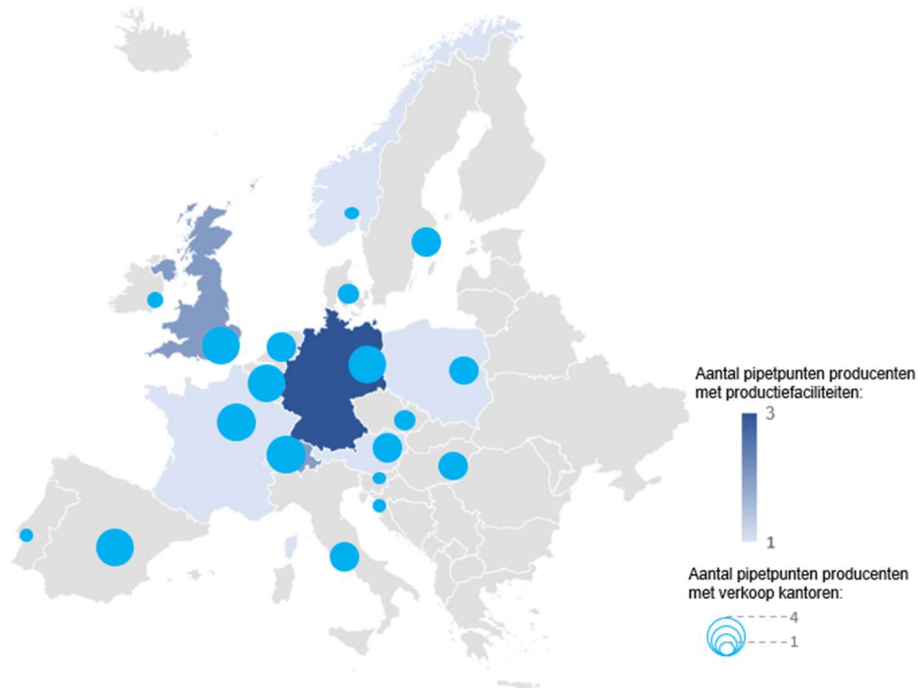 Aantal pipetpunten producenten
met productiefaciliteiten:
3
1
Aantal pipetpunten producenten
met verkoop kantoren:
4
1